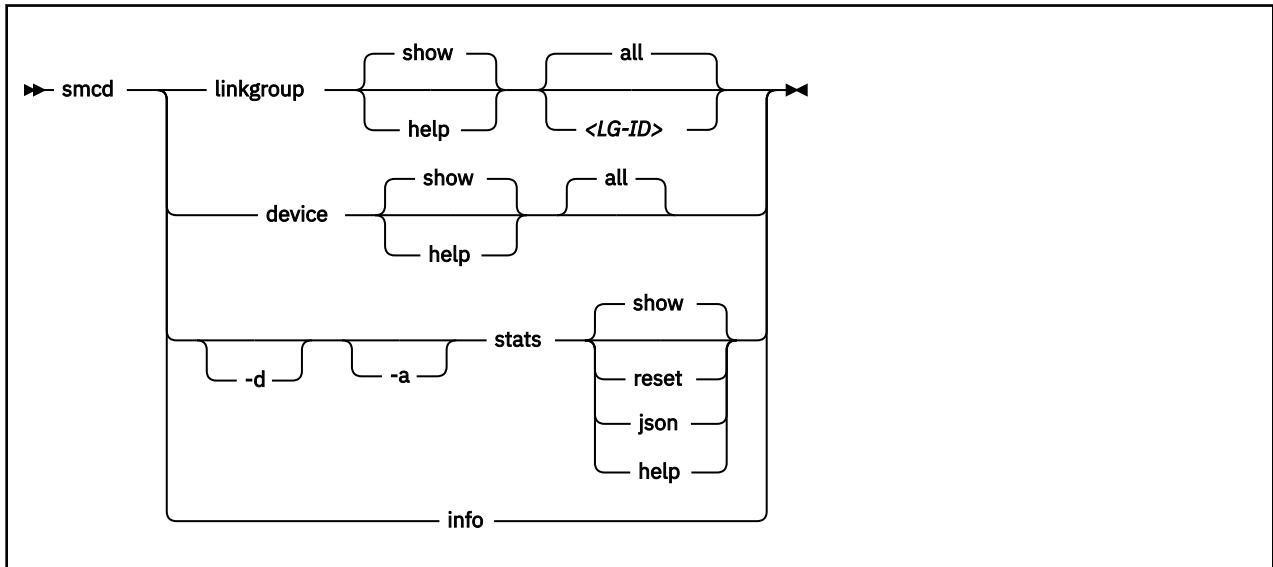 show all
smcd linkgroup
help <LG-ID>
show all
device
help
show
stats
-d -a reset
json
help
info